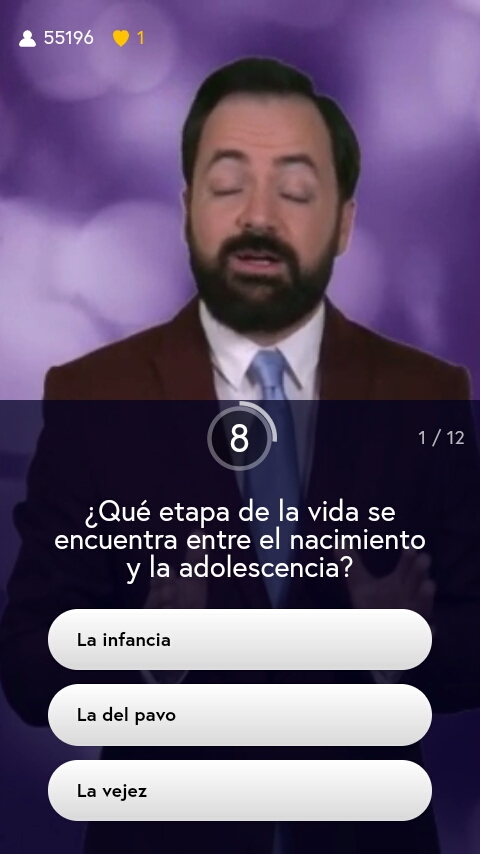 55196 1
8
1 / 12
¿Qué etapa de la vida se
encuentra entre el nacimiento
y la adolescencia?
La infancia
La del pavo
La vejez